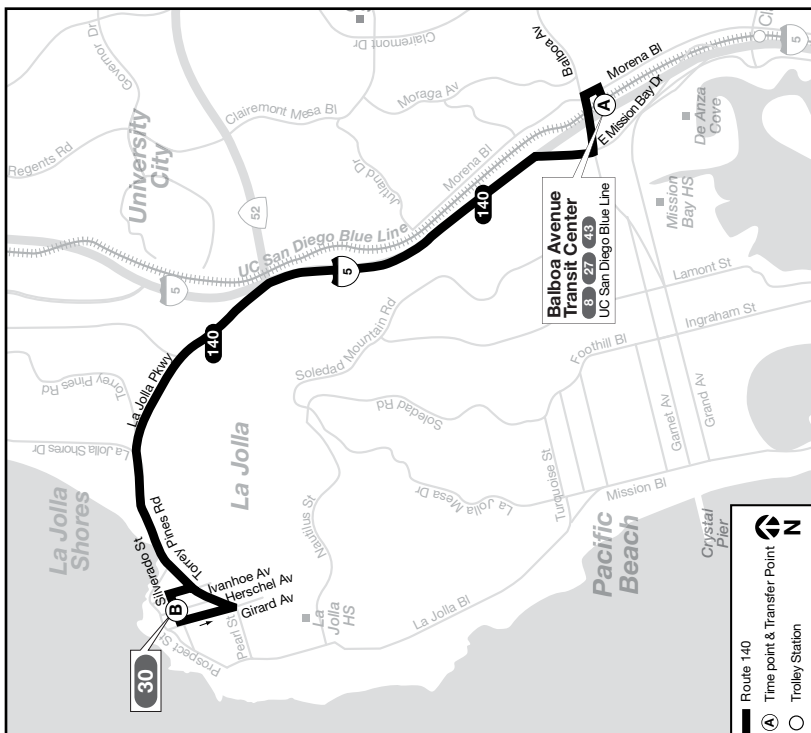 Governor Dr
Clairemont Dr
Clairemont Dr
Regents Rd
University
City
Clairemont Mesa Bl
Moraga Av
Balboa Av
Morena Bl
5
A
E Mission Bay Dr
De Anza
Cove
52
Jutland Dr
Morena Bl
140
UC San Diego Blue Line
5
5
Mission
Bay HS
Balboa Avenue
Transit Center
8 27 43
UC San Diego Blue Line
Lamont St
Ingraham St
140
La Jolla Pkwy
Torrey Pines Rd
La Jolla Shores Dr
Soledad Mountain Rd
Foothill Bl
Soledad Rd
Garnet Av
Grand Av
La Jolla
La Jolla
Shores
Torrey Pines Rd
Silverado St
Ivanhoe Av
Herschel Av
Girard Av
B
30
Prospect St
Pearl St
Nautilus St
La Jolla
HS
La Jolla Mesa Dr
Turquoise St
Mission Bl
La Jolla Bl
Pacific
Beach
Crystal
Pier
Route 140
A Time point & Transfer Point
Trolley Station
N